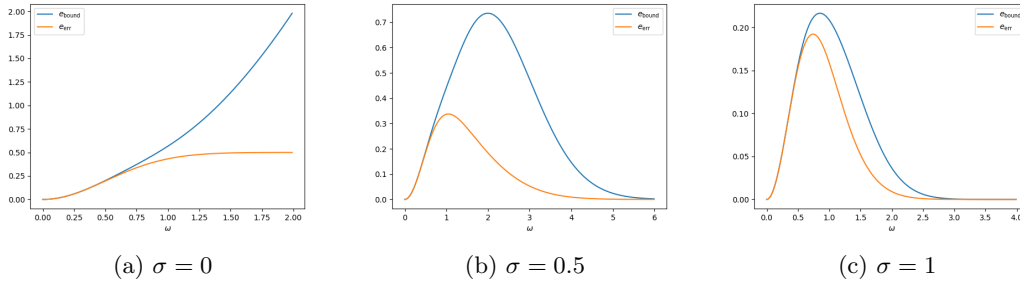 2.00
1.75
1.50
1.25
1.00
0.75
0.50
0.25
0.00
e_bound
e_err
0.00 0.25 0.50 0.75 1.00 1.25 1.50 1.75 2.00
ω
0.7
0.6
0.5
0.4
0.3
0.2
0.1
0.0
e_bound
e_err
0 1 2 3 4 5 6
ω
0.20
0.15
0.10
0.05
0.00
e_bound
e_err
0.0 0.5 1.0 1.5 2.0 2.5 3.0 3.5 4.0
ω
(a) σ = 0
(b) σ = 0.5
(c) σ = 1